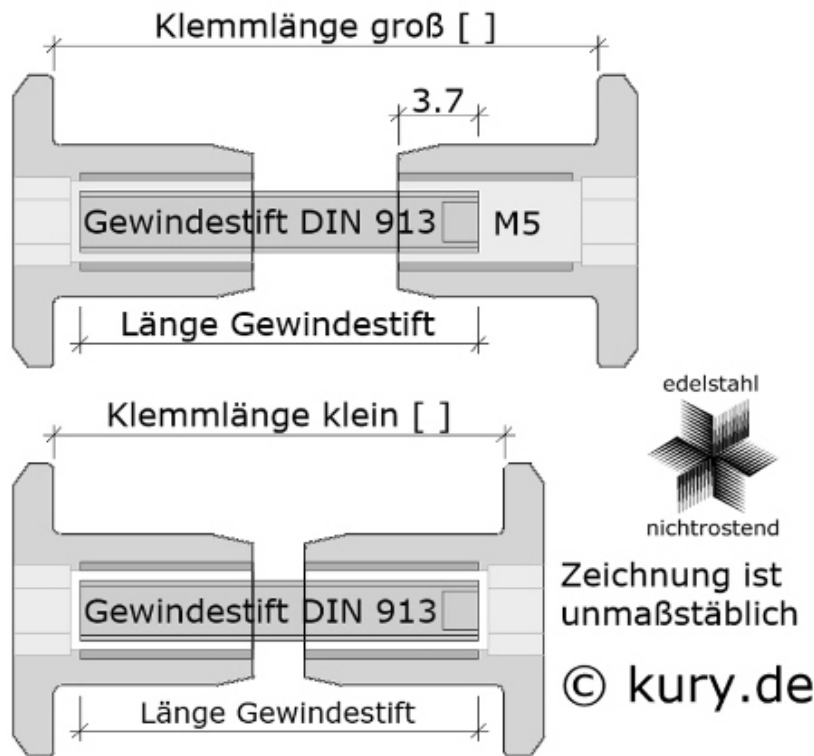 Klemmlänge groß [ ]
3.7
Gewindestift DIN 913
M5
Länge Gewindestift
edelstahl
nichtrostend
Klemmlänge klein [ ]
Gewindestift DIN 913
Länge Gewindestift
Zeichnung ist
unmaßstäblich
© kury.de